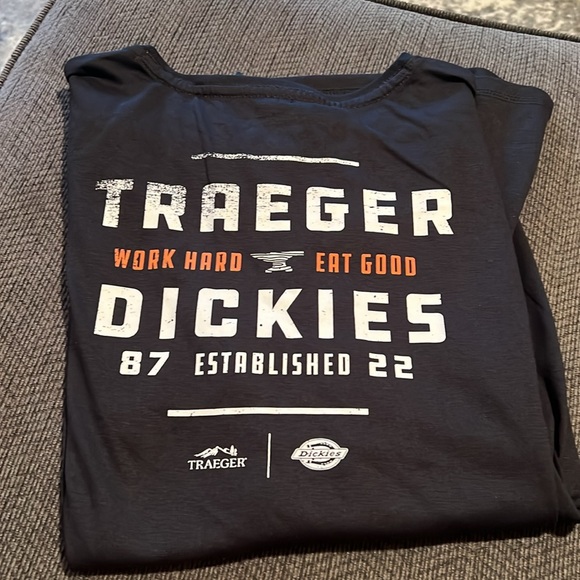 TRAEGER
WORK HARD EAT GOOD
DICKIES
87 ESTABLISHED 22
TRAEGER Dickies